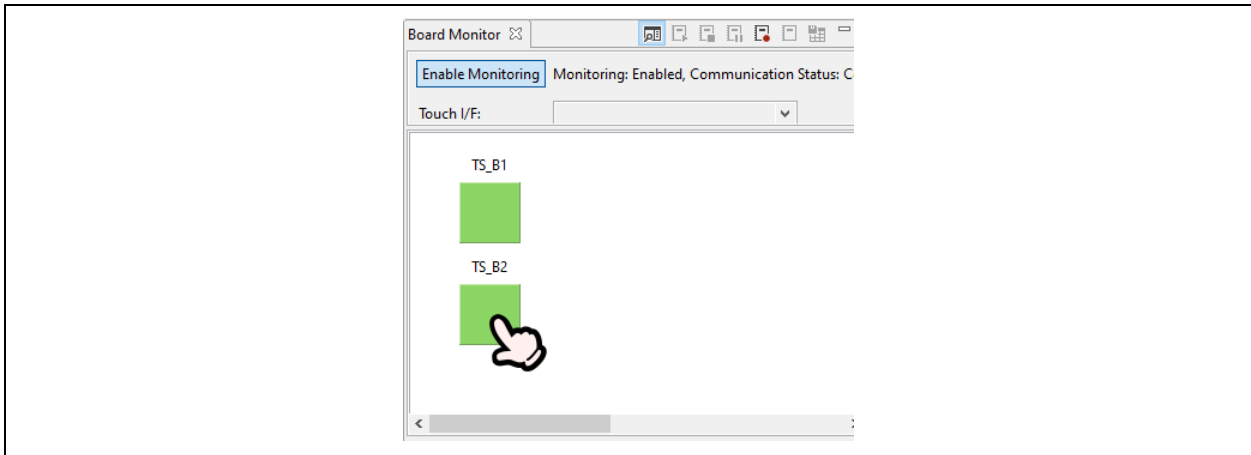 Board Monitor
Enable Monitoring Monitoring: Enabled, Communication Status: C
Touch I/F:
TS_B1
TS_B2